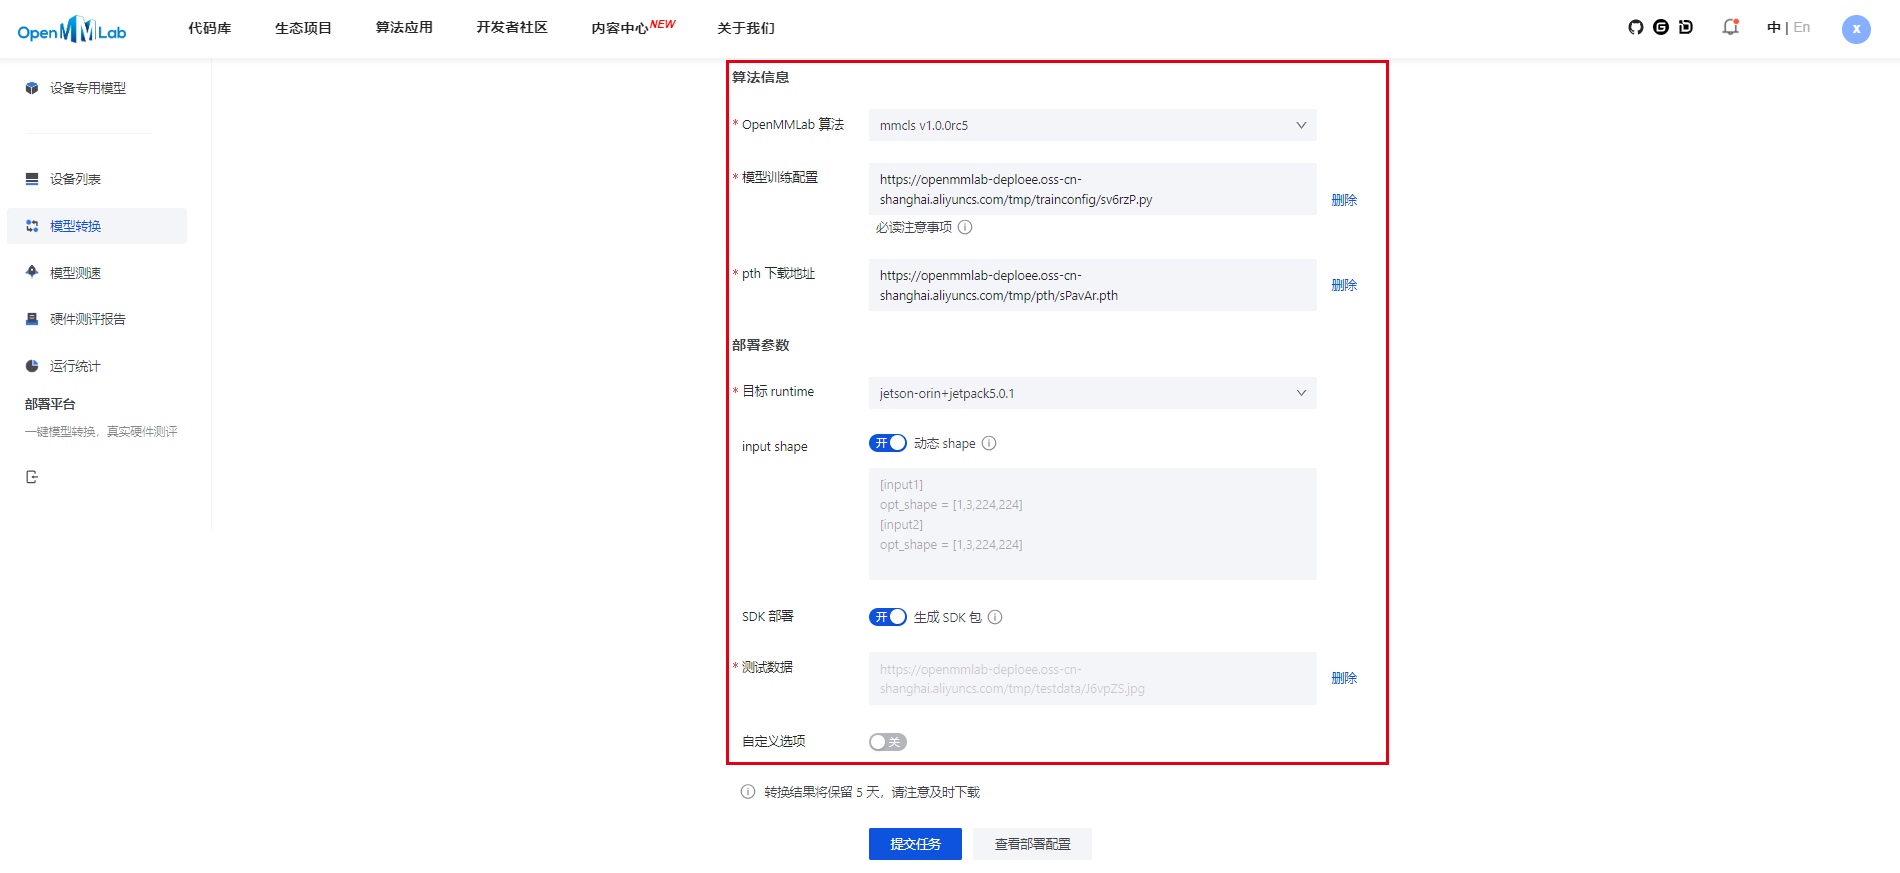 OpenMMLab
代码库
生态项目
算法应用
开发者社区
内容中心NEW
关于我们
中 | En
X
设备专用模型
设备列表
模型转换
模型测速
硬件测评报告
运行统计
部署平台
一键模型转换，真实硬件测评
算法信息
* OpenMMLab 算法
mmcls v1.0.0rc5
* 模型训练配置
https://openmmlab-deploee.oss-cn-
shanghai.aliyuncs.com/tmp/trainconfig/sv6rzP.py
删除
必读注意事项
* pth 下载地址
https://openmmlab-deploee.oss-cn-
shanghai.aliyuncs.com/tmp/pth/sPavAr.pth
删除
部署参数
* 目标 runtime
jetson-orin+jetpack5.0.1
input shape
开 动态 shape
[input1]
opt_shape = [1,3,224,224]
[input2]
opt_shape = [1,3,224,224]
SDK 部署
开 生成 SDK 包
* 测试数据
https://openmmlab-deploee.oss-cn-
shanghai.aliyuncs.com/tmp/testdata/J6vpZS.jpg
删除
自定义选项
关
转换结果将保留 5 天，请注意及时下载
提交任务
查看部署配置